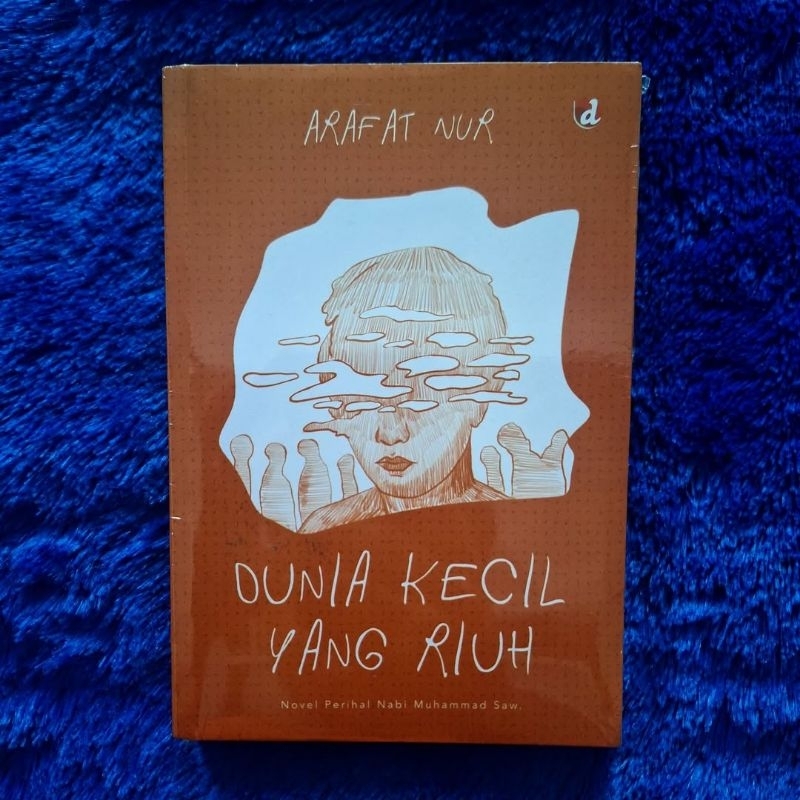 ARAFAT NUR
d
DUNIA KECIL
YANG RIUH
Novel Perihal Nabi Muhammad Saw.